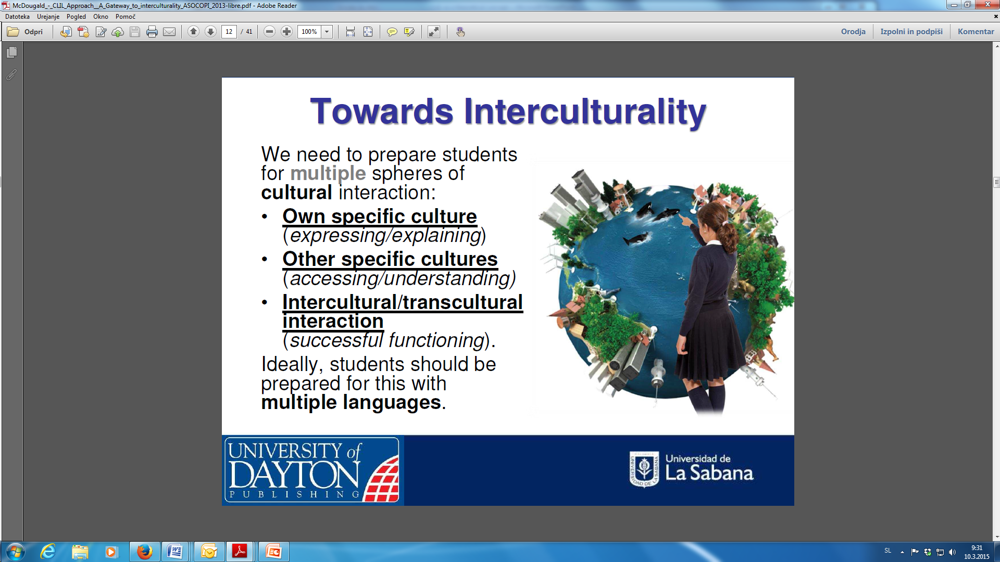 McDougald_-_CLIL_Approach__A_Gateway_to_interculturality_ASOCOPI_2013-libre.pdf - Adobe Reader
Datoteka Urejanje Pogled Okno Pomoč
Odpri 12 / 41 100% Orodja Izpolni in podpiši Komentar
Towards Interculturality
We need to prepare students
for multiple spheres of
cultural interaction:
• Own specific culture
(expressing/explaining)
• Other specific cultures
(accessing/understanding)
• Intercultural/transcultural
interaction
(successful functioning).
Ideally, students should be
prepared for this with
multiple languages.
UNIVERSITY of
DAYTON
PUBLISHING
Universidad de
La Sabana
SL
9:31
10.3.2015